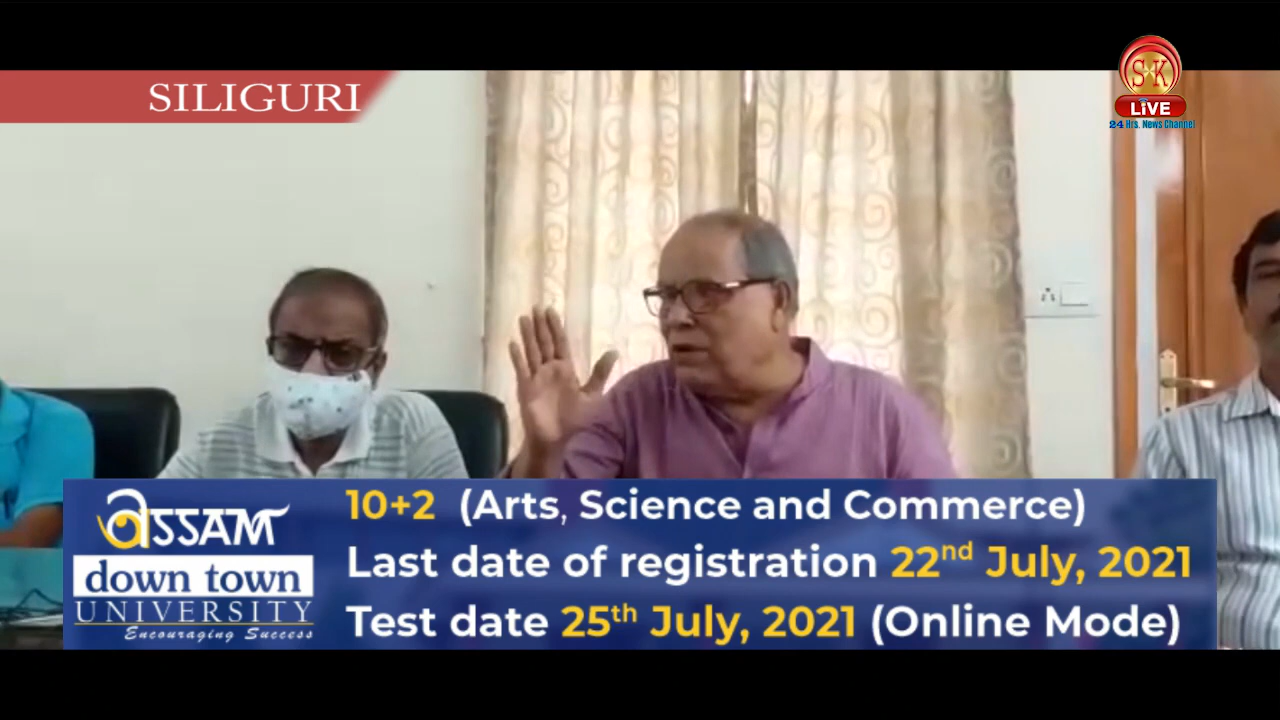 SILIGURI
S K
LIVE
24 Hrs. News Channel
ASSAM
down town
UNIVERSITY
Encouraging Success
10+2 (Arts, Science and Commerce)
Last date of registration 22nd July, 2021
Test date 25th July, 2021 (Online Mode)